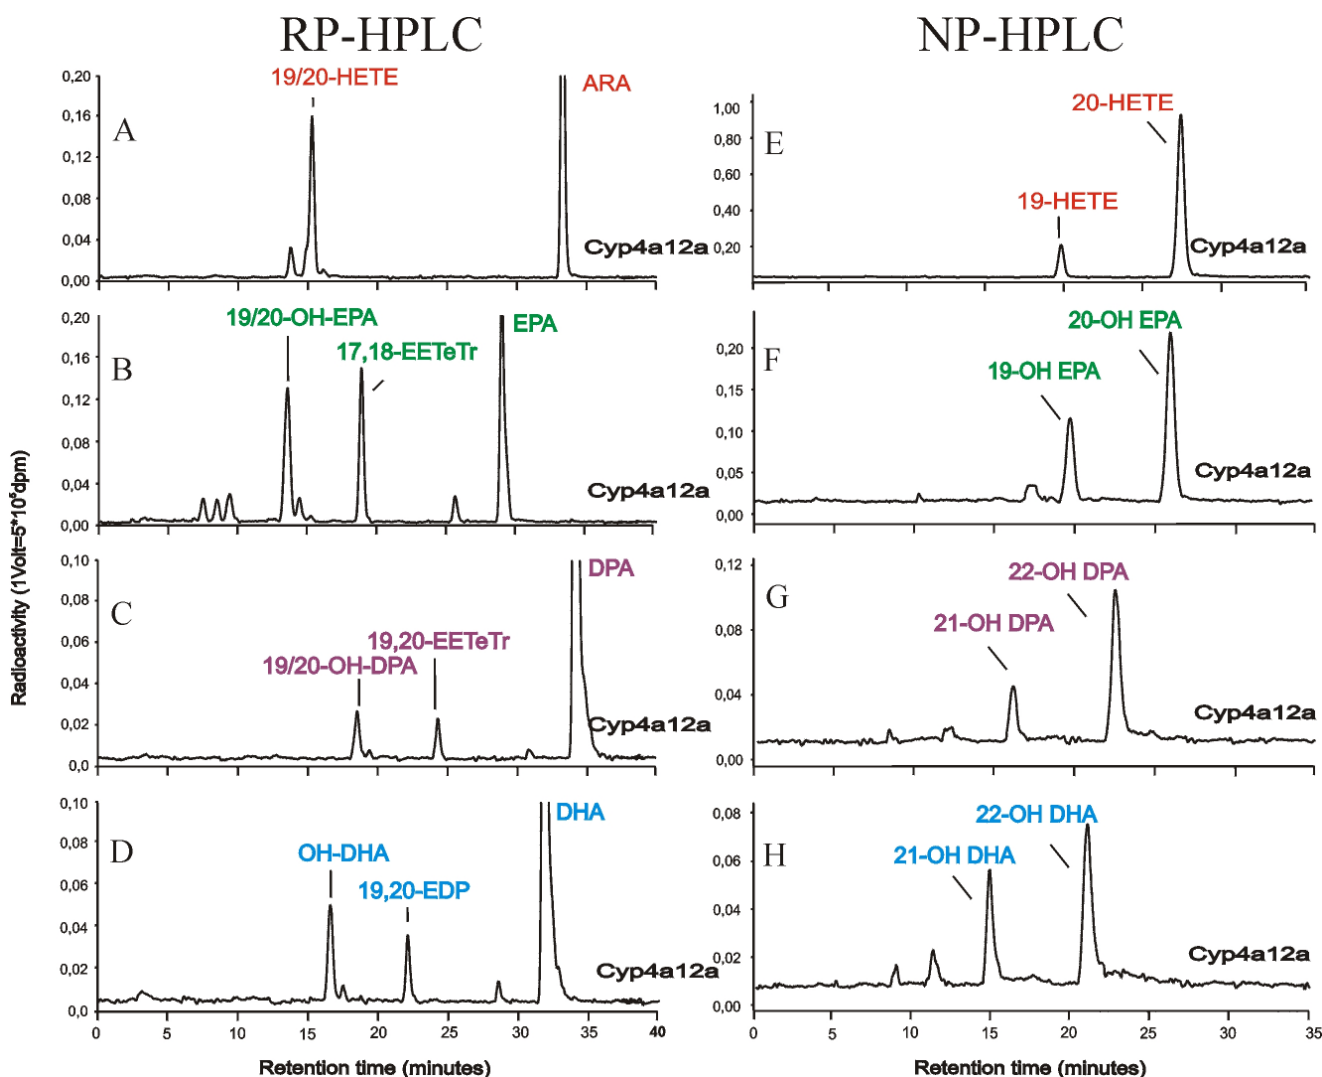 RP-HPLC
NP-HPLC
Radioactivity (1Volt=5*10⁵dpm)
0,20
0,16
0,12
0,08
0,04
0,00
A
19/20-HETE
ARA
Cyp4a12a
1,00
0,80
0,60
0,40
0,20
E
20-HETE
19-HETE
Cyp4a12a
0,20
0,16
0,12
0,08
0,04
0,00
B
19/20-OH-EPA
17,18-EETeTr
EPA
Cyp4a12a
0,20
0,15
0,10
0,05
0,00
F
20-OH EPA
19-OH EPA
Cyp4a12a
0,10
0,08
0,06
0,04
0,02
0,0
C
19/20-OH-DPA
19,20-EETeTr
DPA
Cyp4a12a
0,12
0,08
0,04
0,00
G
22-OH DPA
21-OH DPA
Cyp4a12a
0,10
0,08
0,06
0,04
0,02
0,0
D
OH-DHA
19,20-EDP
DHA
Cyp4a12a
0 5 10 15 20 25 30 35 40
Retention time (minutes)
0,08
0,06
0,04
0,02
0,00
H
22-OH DHA
21-OH DHA
Cyp4a12a
0 5 10 15 20 25 30 35
Retention time (minutes)